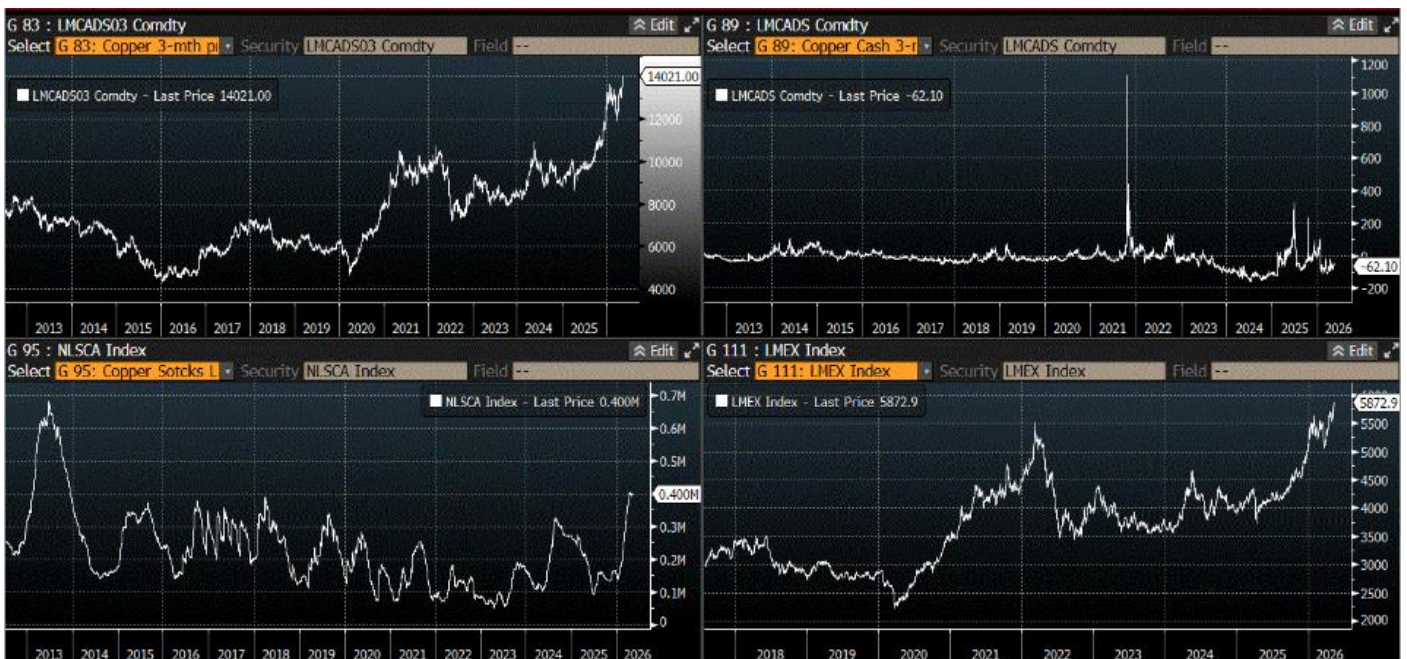 G 83 : LMCADS03 Comdty
Edit
Select G 83: Copper 3-mth pi Security LMCADS03 Comdty Field --
LMCADS03 Comdty - Last Price 14021.00
14021.00
12000
10000
8000
6000
4000
2013 2014 2015 2016 2017 2018 2019 2020 2021 2022 2023 2024 2025
G 89 : LMCADS Comdty
Edit
Select G 89: Copper Cash 3-r Security LMCADS Comdty Field --
LMCADS Comdty - Last Price -62.10
1200
1000
800
600
400
200
0
-62.10
-200
2013 2014 2015 2016 2017 2018 2019 2020 2021 2022 2023 2024 2025 2026
G 95 : NLSCA Index
Edit
Select G 95: Copper Sotcks L Security NLSCA Index Field --
NLSCA Index - Last Price 0.400M
0.7M
0.6M
0.5M
0.400M
0.3M
0.2M
0.1M
0
2013 2014 2015 2016 2017 2018 2019 2020 2021 2022 2023 2024 2025 2026
G 111 : LMEX Index
Edit
Select G 111: LMEX Index Security LMEX Index Field --
LMEX Index - Last Price 5872.9
6000
5872.9
5500
5000
4500
4000
3500
3000
2500
2000
2018 2019 2020 2021 2022 2023 2024 2025 2026